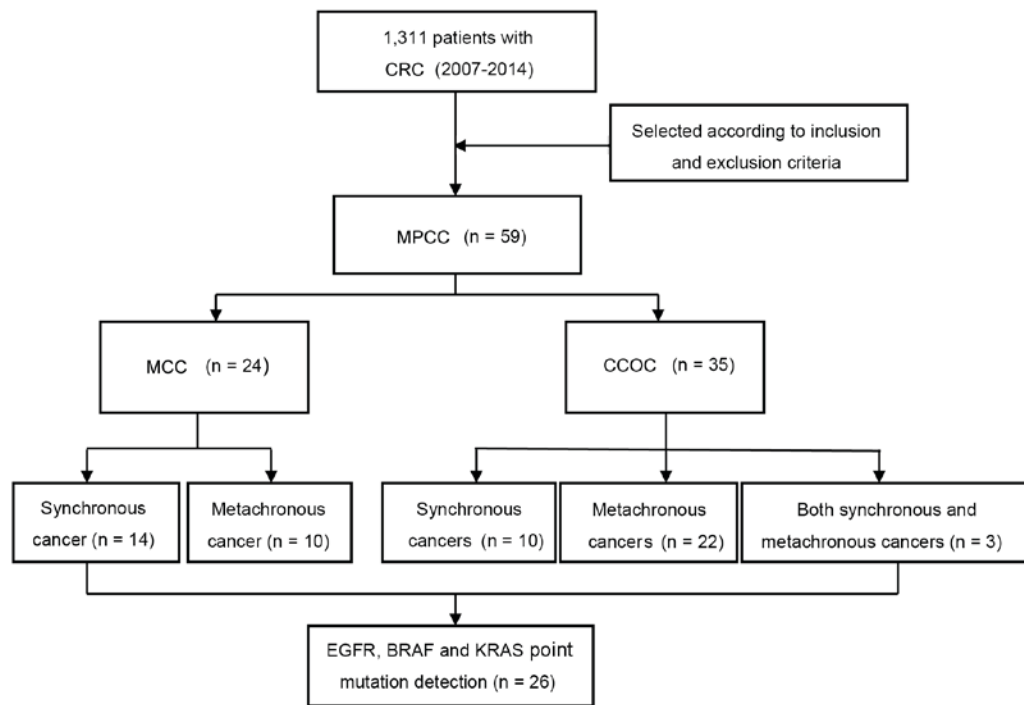 1,311 patients with
CRC (2007-2014)
Selected according to inclusion
and exclusion criteria
MPCC (n = 59)
MCC (n = 24)
CCOC (n = 35)
Synchronous
cancer (n = 14)
Metachronous
cancer (n = 10)
Synchronous
cancers (n = 10)
Metachronous
cancers (n = 22)
Both synchronous and
metachronous cancers (n = 3)
EGFR, BRAF and KRAS point
mutation detection (n = 26)